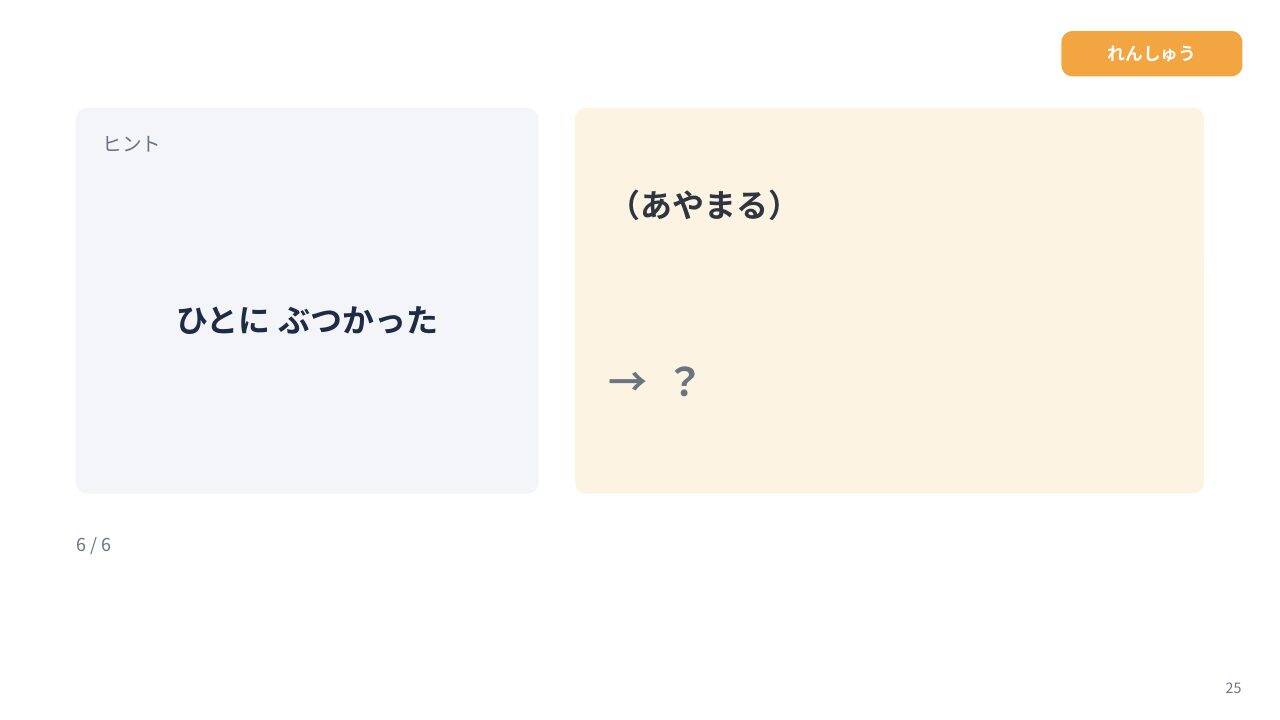 れんしゅう
ヒント
ひとに ぶつかった
（あやまる）
→ ？
6 / 6
25